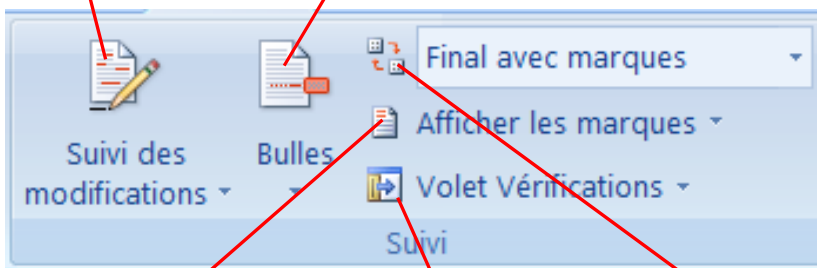 Suivi des
modifications
Bulles
Final avec marques
Afficher les marques
Volet Vérifications
Suivi